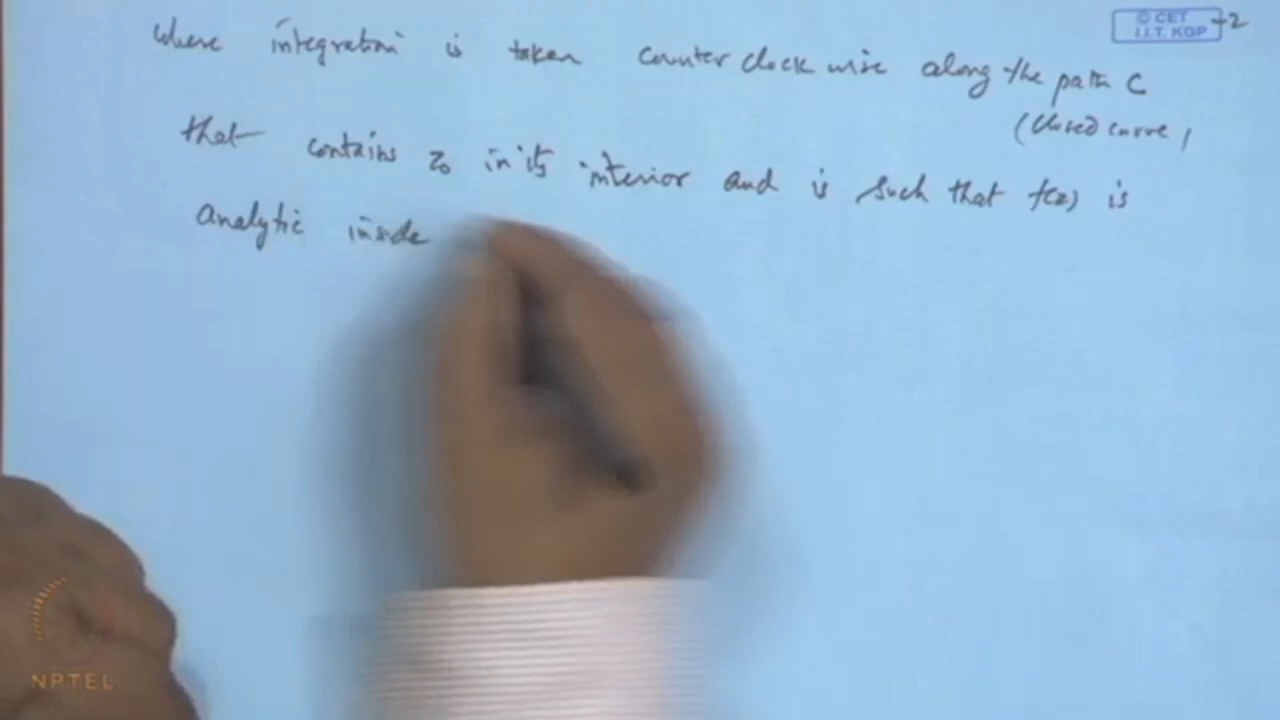 © CET
I.I.T. KGP
+2
where integration is taken counter clock wise along the path C
(closed curve)
that contains z0 in its interior and is such that f(z) is
analytic inside
NPTEL